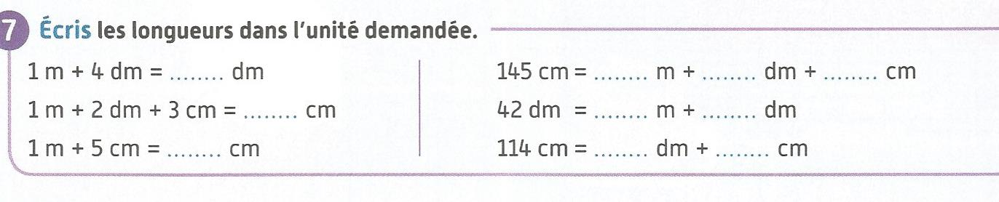 7 Écris les longueurs dans l'unité demandée.
1 m + 4 dm = ........ dm
1 m + 2 dm + 3 cm = ........ cm
1 m + 5 cm = ........ cm
145 cm = ........ m + ........ dm + ........ cm
42 dm = ........ m + ........ dm
114 cm = ........ dm + ........ cm